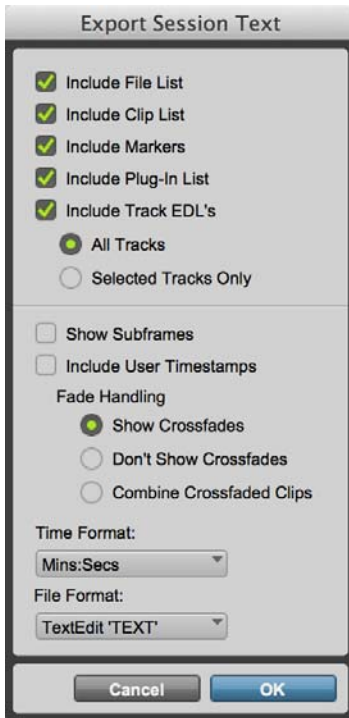 Export Session Text
Include File List
Include Clip List
Include Markers
Include Plug-In List
Include Track EDL's
All Tracks
Selected Tracks Only
Show Subframes
Include User Timestamps
Fade Handling
Show Crossfades
Don't Show Crossfades
Combine Crossfaded Clips
Time Format:
Mins:Secs
File Format:
TextEdit 'TEXT'
Cancel OK